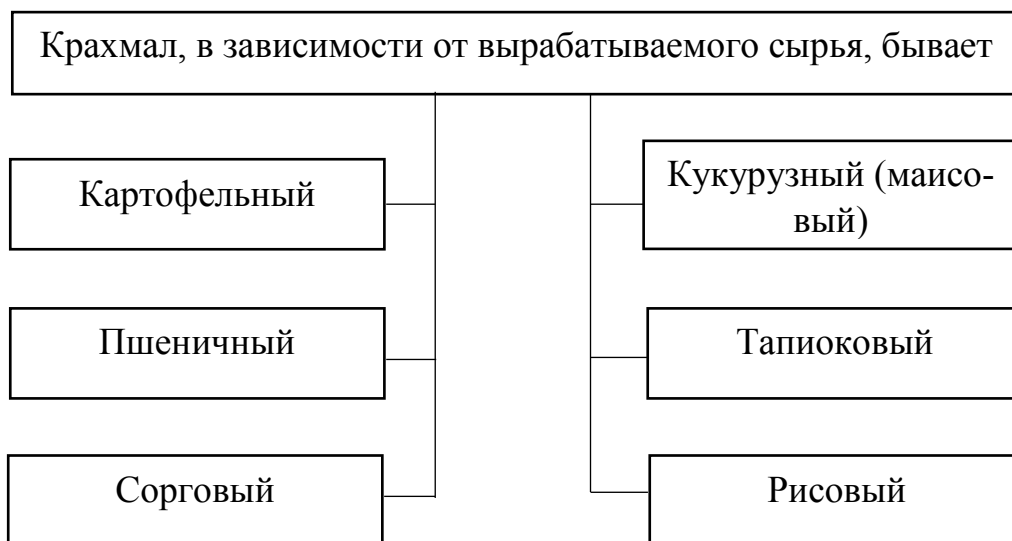 Крахмал, в зависимости от вырабатываемого сырья, бывает
Картофельный
Кукурузный (маисо-
вый)
Пшеничный
Тапиоковый
Сорговый
Рисовый